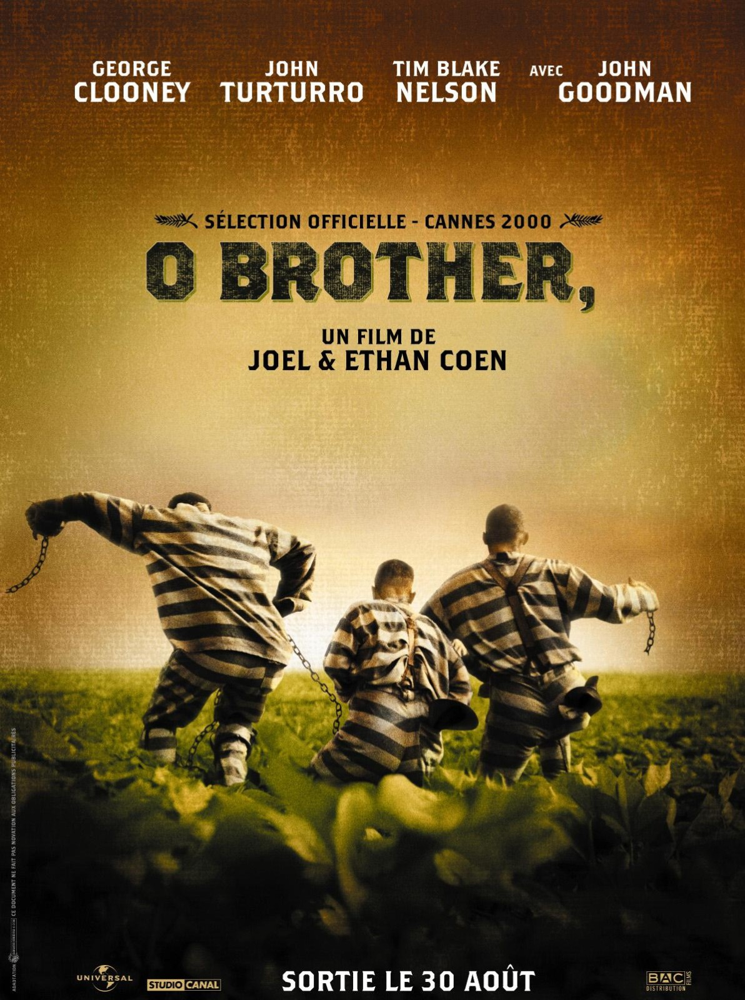 GEORGE
CLOONEY
JOHN
TURTURRO
TIM BLAKE
NELSON
AVEC JOHN
GOODMAN
SÉLECTION OFFICIELLE - CANNES 2000
O BROTHER,
UN FILM DE
JOEL & ETHAN COEN
CE DOCUMENT NE FAIT PAS NOVATION AUX OBLIGATIONS PUBLICITAIRES
ADAPTATION
UNIVERSAL
STUDIO CANAL
SORTIE LE 30 AOÛT
BAC
FILMS
DISTRIBUTION